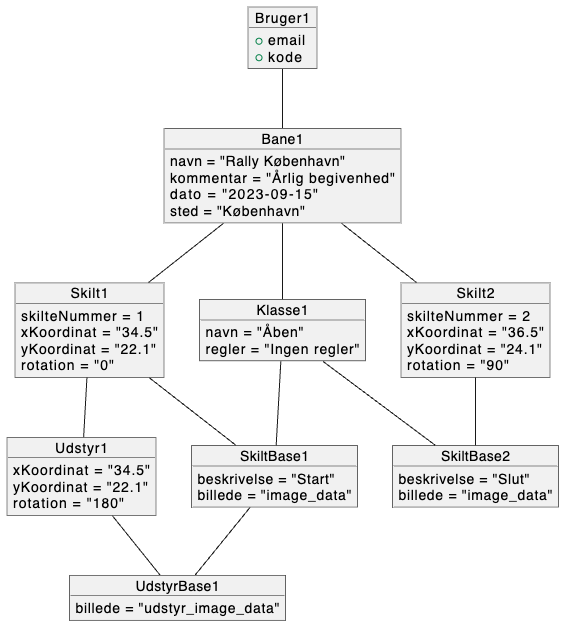 Bruger1
email
kode
Bane1
navn = "Rally København"
kommentar = "Årlig begivenhed"
dato = "2023-09-15"
sted = "København"
Skilt1
skilteNummer = 1
xKoordinat = "34.5"
yKoordinat = "22.1"
rotation = "0"
Klasse1
navn = "Åben"
regler = "Ingen regler"
Skilt2
skilteNummer = 2
xKoordinat = "36.5"
yKoordinat = "24.1"
rotation = "90"
Udstyr1
xKoordinat = "34.5"
yKoordinat = "22.1"
rotation = "180"
SkiltBase1
beskrivelse = "Start"
billede = "image_data"
SkiltBase2
beskrivelse = "Slut"
billede = "image_data"
UdstyrBase1
billede = "udstyr_image_data"